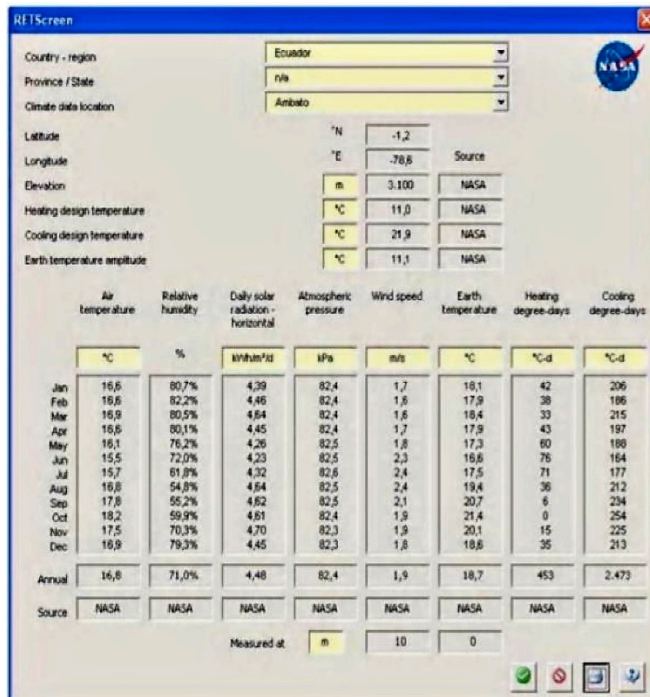 RETScreen
Country - region Ecuador
NASA
Province / State n/a
Climate data location Ambato
Latitude °N -1,2
Longitude °E -78,6 Source
Elevation m 3.100 NASA
Heating design temperature °C 11,0 NASA
Cooling design temperature °C 21,9 NASA
Earth temperature amplitude °C 11,1 NASA
Air temperature Relative humidity Daily solar radiation - horizontal Atmospheric pressure Wind speed Earth temperature Heating degree-days Cooling degree-days
°C % kWh/m²/d kPa m/s °C °C-d °C-d
Jan 16,6 80,7% 4,39 82,4 1,7 18,1 42 206
Feb 16,6 82,2% 4,46 82,4 1,6 17,9 38 186
Mar 16,9 80,5% 4,64 82,4 1,6 18,4 33 215
Apr 16,6 80,1% 4,45 82,4 1,7 17,9 43 197
May 16,1 76,2% 4,26 82,5 1,8 17,3 60 188
Jun 15,5 72,0% 4,23 82,5 2,3 16,6 76 164
Jul 15,7 61,8% 4,32 82,6 2,4 17,5 71 177
Aug 16,8 54,8% 4,64 82,5 2,4 19,4 36 212
Sep 17,8 55,2% 4,62 82,5 2,1 20,7 6 234
Oct 18,2 59,9% 4,61 82,4 1,9 21,4 0 254
Nov 17,5 70,3% 4,70 82,3 1,9 20,1 15 225
Dec 16,9 79,3% 4,45 82,3 1,8 18,6 35 213
Annual 16,8 71,0% 4,48 82,4 1,9 18,7 453 2.473
Source NASA NASA NASA NASA NASA NASA NASA NASA
Measured at m 10 0